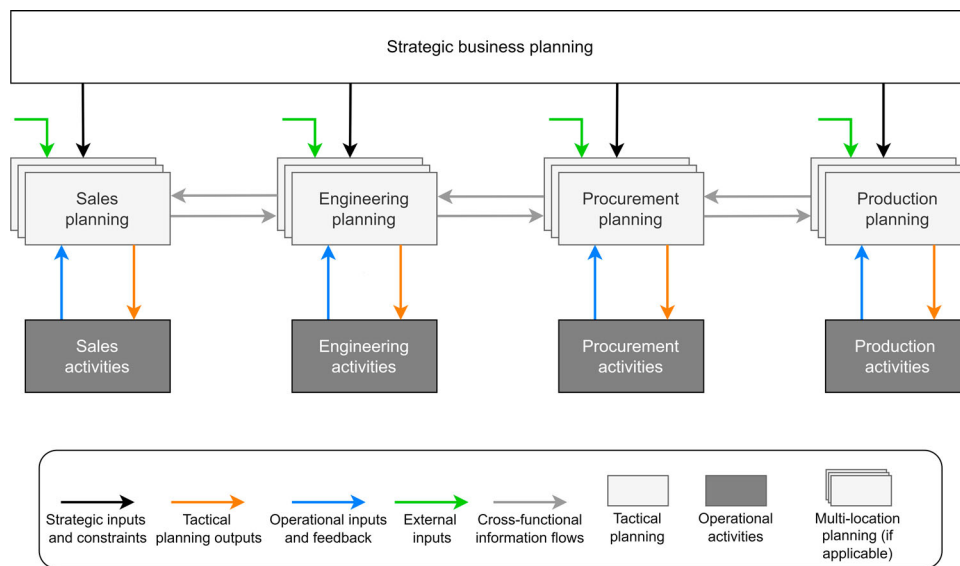 Strategic business planning
Sales
planning
Engineering
planning
Procurement
planning
Production
planning
Sales
activities
Engineering
activities
Procurement
activities
Production
activities
Strategic inputs
and constraints
Tactical
planning outputs
Operational inputs
and feedback
External
inputs
Cross-functional
information flows
Tactical
planning
Operational
activities
Multi-location
planning (if
applicable)